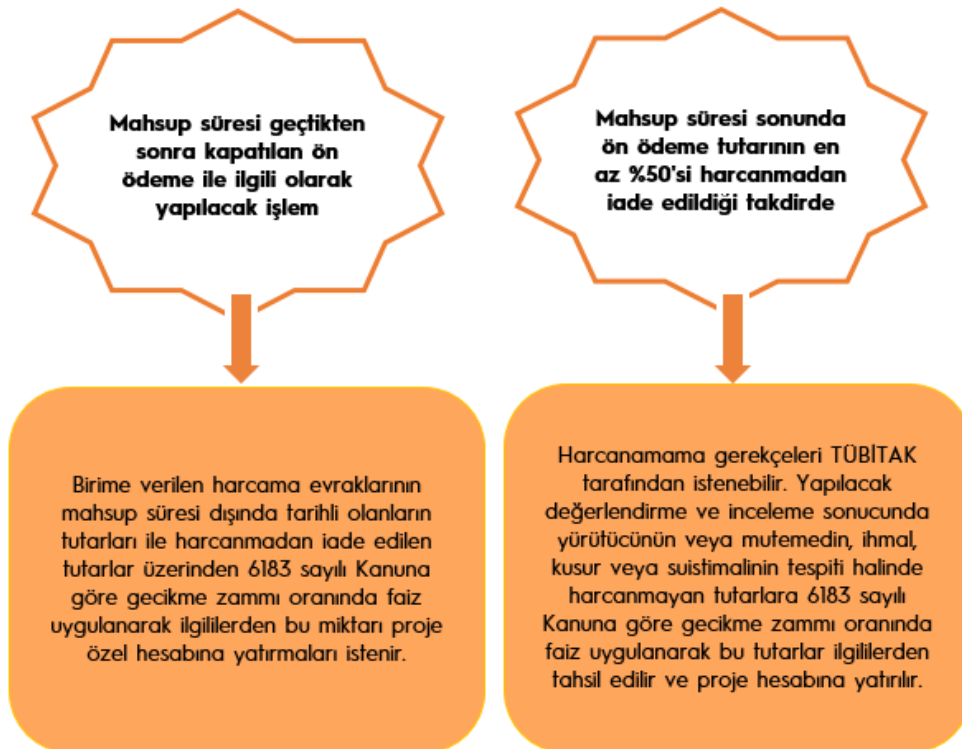 Mahsup süresi geçtikten
sonra kapatılan ön
ödeme ile ilgili olarak
yapılacak işlem
Mahsup süresi sonunda
ön ödeme tutarının en
az %50'si harcanmadan
iade edildiği takdirde
Birime verilen harcama evraklarının
mahsup süresi dışında tarihli olanların
tutarları ile harcanmadan iade edilen
tutarlar üzerinden 6183 sayılı Kanuna
göre gecikme zammı oranında faiz
uygulanarak ilgililerden bu miktarı proje
özel hesabına yatırmaları istenir.
Harcanamama gerekçeleri TÜBİTAK
tarafından istenebilir. Yapılacak
değerlendirme ve inceleme sonucunda
yürütücünün veya mutemedin, ihmal,
kusur veya suistimalinin tespiti halinde
harcanmayan tutarlara 6183 sayılı
Kanuna göre gecikme zammı oranında
faiz uygulanarak bu tutarlar ilgililerden
tahsil edilir ve proje hesabına yatırılır.